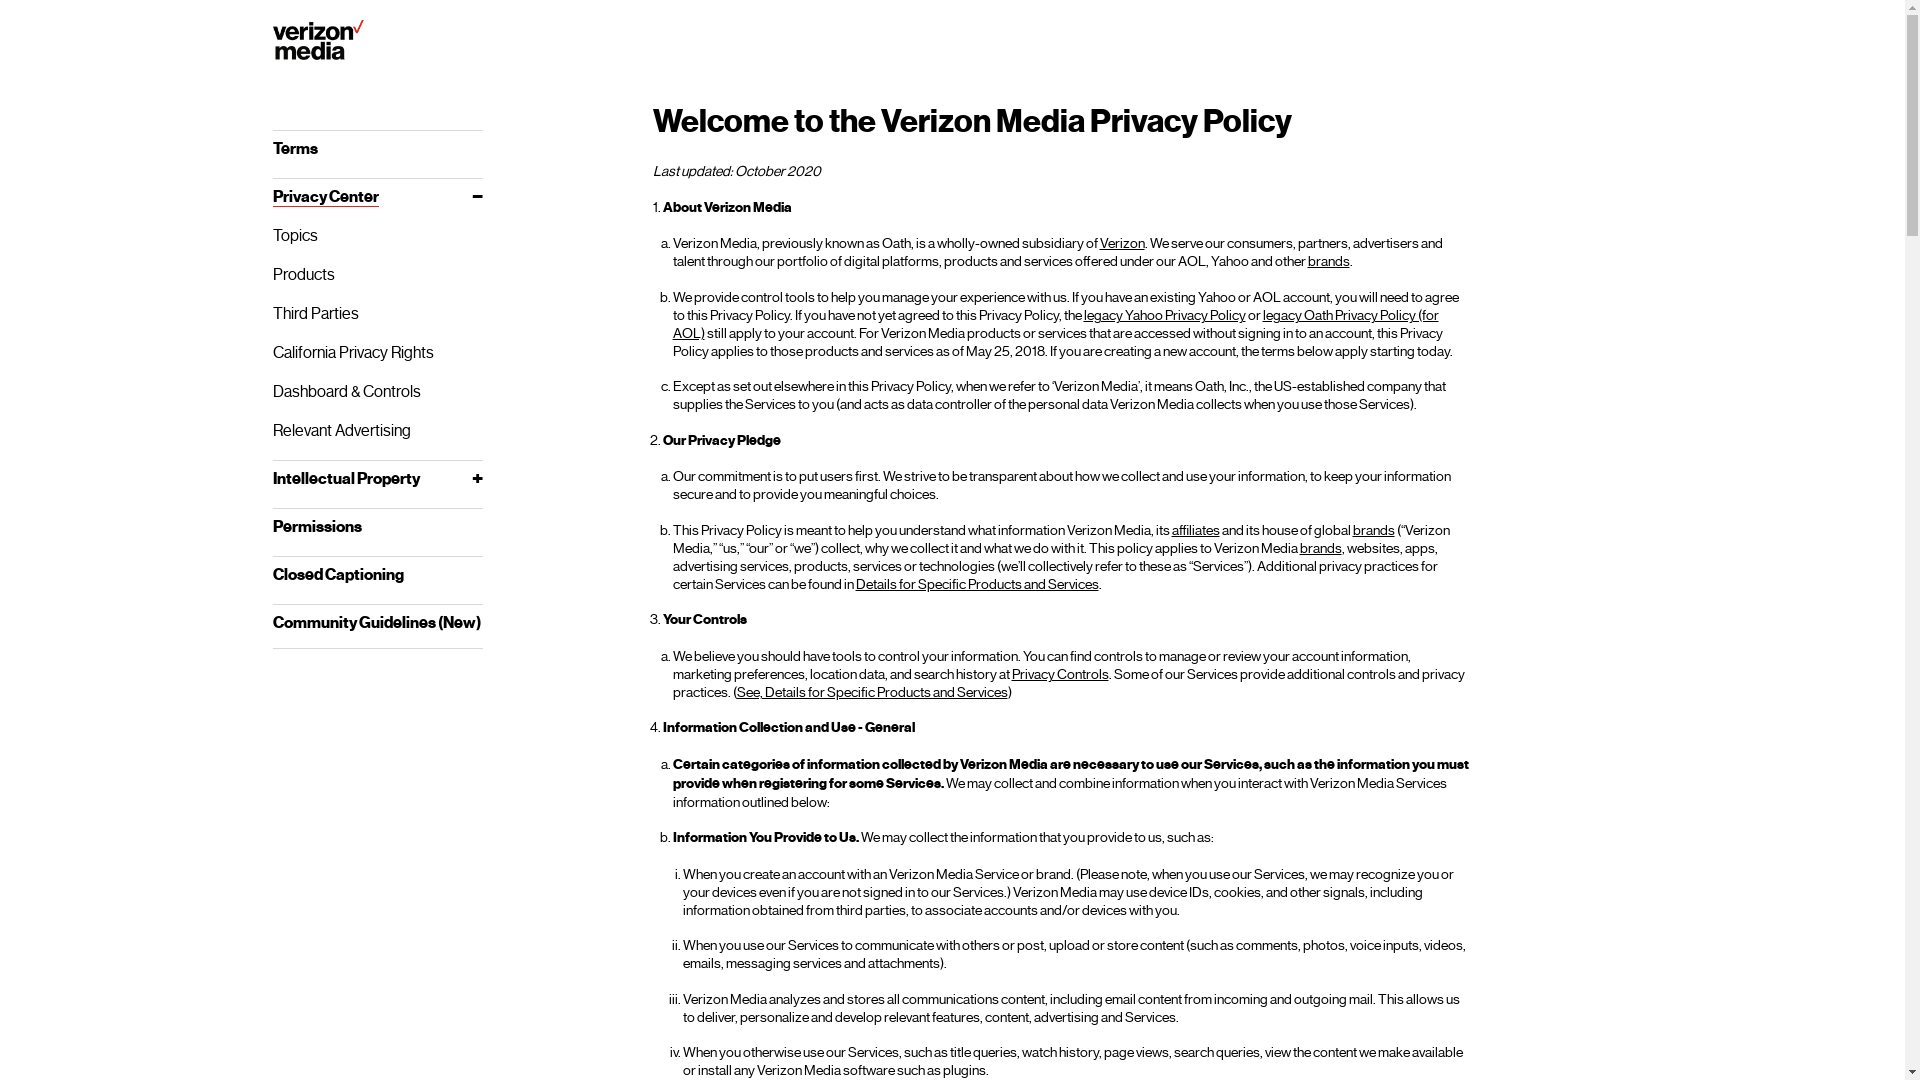 verizon✓
media
Terms
Privacy Center −
Topics
Products
Third Parties
California Privacy Rights
Dashboard & Controls
Relevant Advertising
Intellectual Property +
Permissions
Closed Captioning
Community Guidelines (New)
Welcome to the Verizon Media Privacy Policy
Last updated: October 2020
1. About Verizon Media
a. Verizon Media, previously known as Oath, is a wholly-owned subsidiary of Verizon. We serve our consumers, partners, advertisers and
talent through our portfolio of digital platforms, products and services offered under our AOL, Yahoo and other brands.
b. We provide control tools to help you manage your experience with us. If you have an existing Yahoo or AOL account, you will need to agree
to this Privacy Policy. If you have not yet agreed to this Privacy Policy, the legacy Yahoo Privacy Policy or legacy Oath Privacy Policy (for
AOL) still apply to your account. For Verizon Media products or services that are accessed without signing in to an account, this Privacy
Policy applies to those products and services as of May 25, 2018. If you are creating a new account, the terms below apply starting today.
c. Except as set out elsewhere in this Privacy Policy, when we refer to ‘Verizon Media’, it means Oath, Inc., the US-established company that
supplies the Services to you (and acts as data controller of the personal data Verizon Media collects when you use those Services).
2. Our Privacy Pledge
a. Our commitment is to put users first. We strive to be transparent about how we collect and use your information, to keep your information
secure and to provide you meaningful choices.
b. This Privacy Policy is meant to help you understand what information Verizon Media, its affiliates and its house of global brands (“Verizon
Media,” “us,” “our” or “we”) collect, why we collect it and what we do with it. This policy applies to Verizon Media brands, websites, apps,
advertising services, products, services or technologies (we’ll collectively refer to these as “Services”). Additional privacy practices for
certain Services can be found in Details for Specific Products and Services.
3. Your Controls
a. We believe you should have tools to control your information. You can find controls to manage or review your account information,
marketing preferences, location data, and search history at Privacy Controls. Some of our Services provide additional controls and privacy
practices. (See, Details for Specific Products and Services)
4. Information Collection and Use - General
a. Certain categories of information collected by Verizon Media are necessary to use our Services, such as the information you must
provide when registering for some Services. We may collect and combine information when you interact with Verizon Media Services
information outlined below:
b. Information You Provide to Us. We may collect the information that you provide to us, such as:
i. When you create an account with an Verizon Media Service or brand. (Please note, when you use our Services, we may recognize you or
your devices even if you are not signed in to our Services.) Verizon Media may use device IDs, cookies, and other signals, including
information obtained from third parties, to associate accounts and/or devices with you.
ii. When you use our Services to communicate with others or post, upload or store content (such as comments, photos, voice inputs, videos,
emails, messaging services and attachments).
iii. Verizon Media analyzes and stores all communications content, including email content from incoming and outgoing mail. This allows us
to deliver, personalize and develop relevant features, content, advertising and Services.
iv. When you otherwise use our Services, such as title queries, watch history, page views, search queries, view the content we make available
or install any Verizon Media software such as plugins.